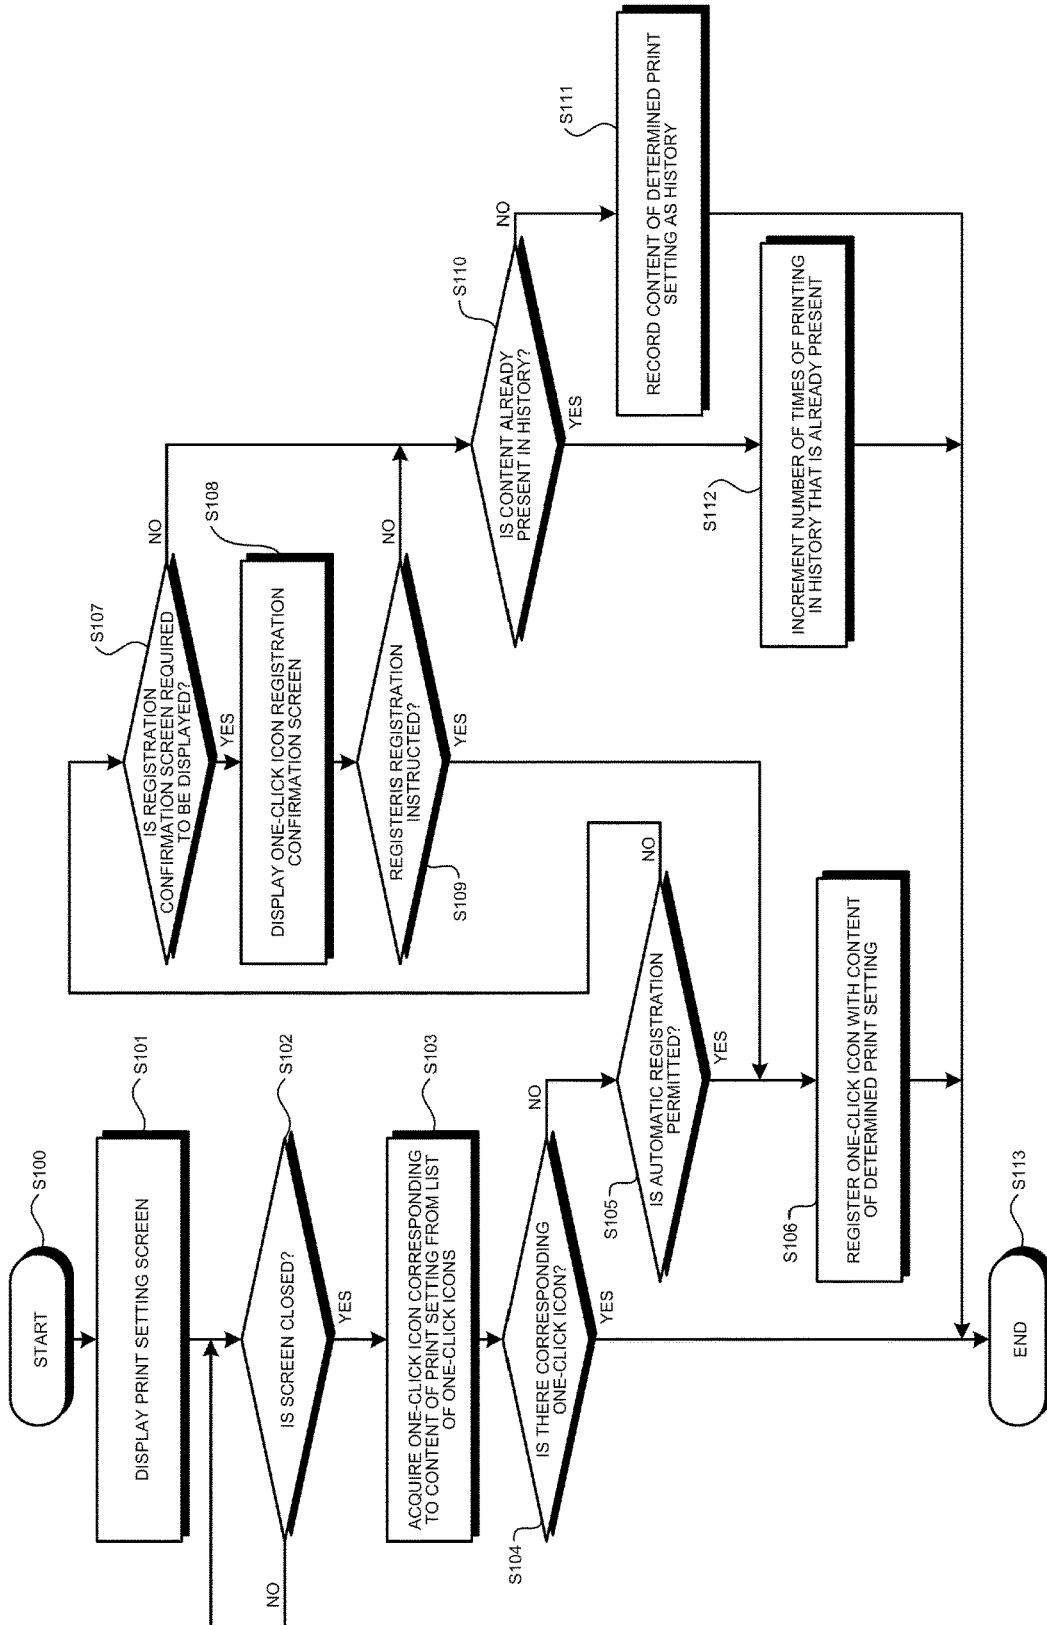 START
S100
DISPLAY PRINT SETTING SCREEN
S101
IS SCREEN CLOSED?
S102
NO
YES
ACQUIRE ONE-CLICK ICON CORRESPONDING
TO CONTENT OF PRINT SETTING FROM LIST
OF ONE-CLICK ICONS
S103
IS THERE CORRESPONDING
ONE-CLICK ICON?
S104
NO
YES
IS AUTOMATIC REGISTRATION
PERMITTED?
S105
NO
YES
REGISTER ONE-CLICK ICON WITH CONTENT
OF DETERMINED PRINT SETTING
S106
IS REGISTRATION
CONFIRMATION SCREEN REQUIRED
TO BE DISPLAYED?
S107
NO
YES
DISPLAY ONE-CLICK ICON REGISTRATION
CONFIRMATION SCREEN
S108
REGISTERIS REGISTRATION
INSTRUCTED?
S109
NO
YES
IS CONTENT ALREADY
PRESENT IN HISTORY?
S110
NO
YES
RECORD CONTENT OF DETERMINED PRINT
SETTING AS HISTORY
S111
INCREMENT NUMBER OF TIMES OF PRINTING
IN HISTORY THAT IS ALREADY PRESENT
S112
END
S113